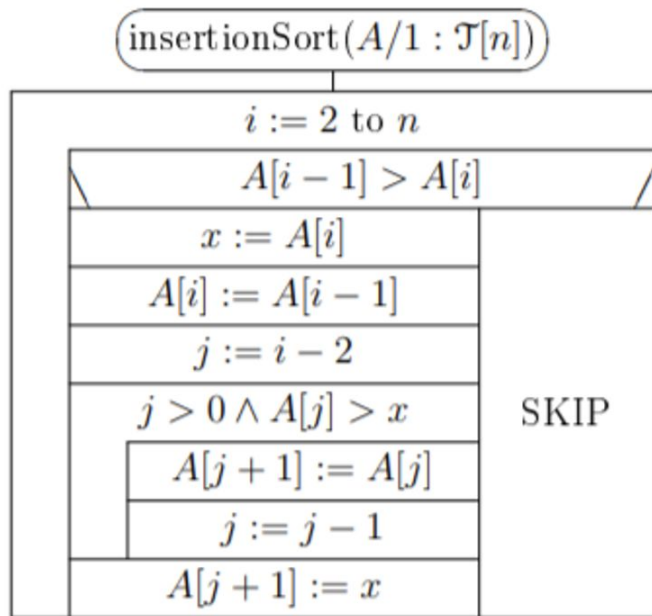 insertionSort(A/1 : 𝒯[n])
i := 2 to n
A[i − 1] > A[i]
x := A[i]
A[i] := A[i − 1]
j := i − 2
j > 0 ∧ A[j] > x
SKIP
A[j + 1] := A[j]
j := j − 1
A[j + 1] := x